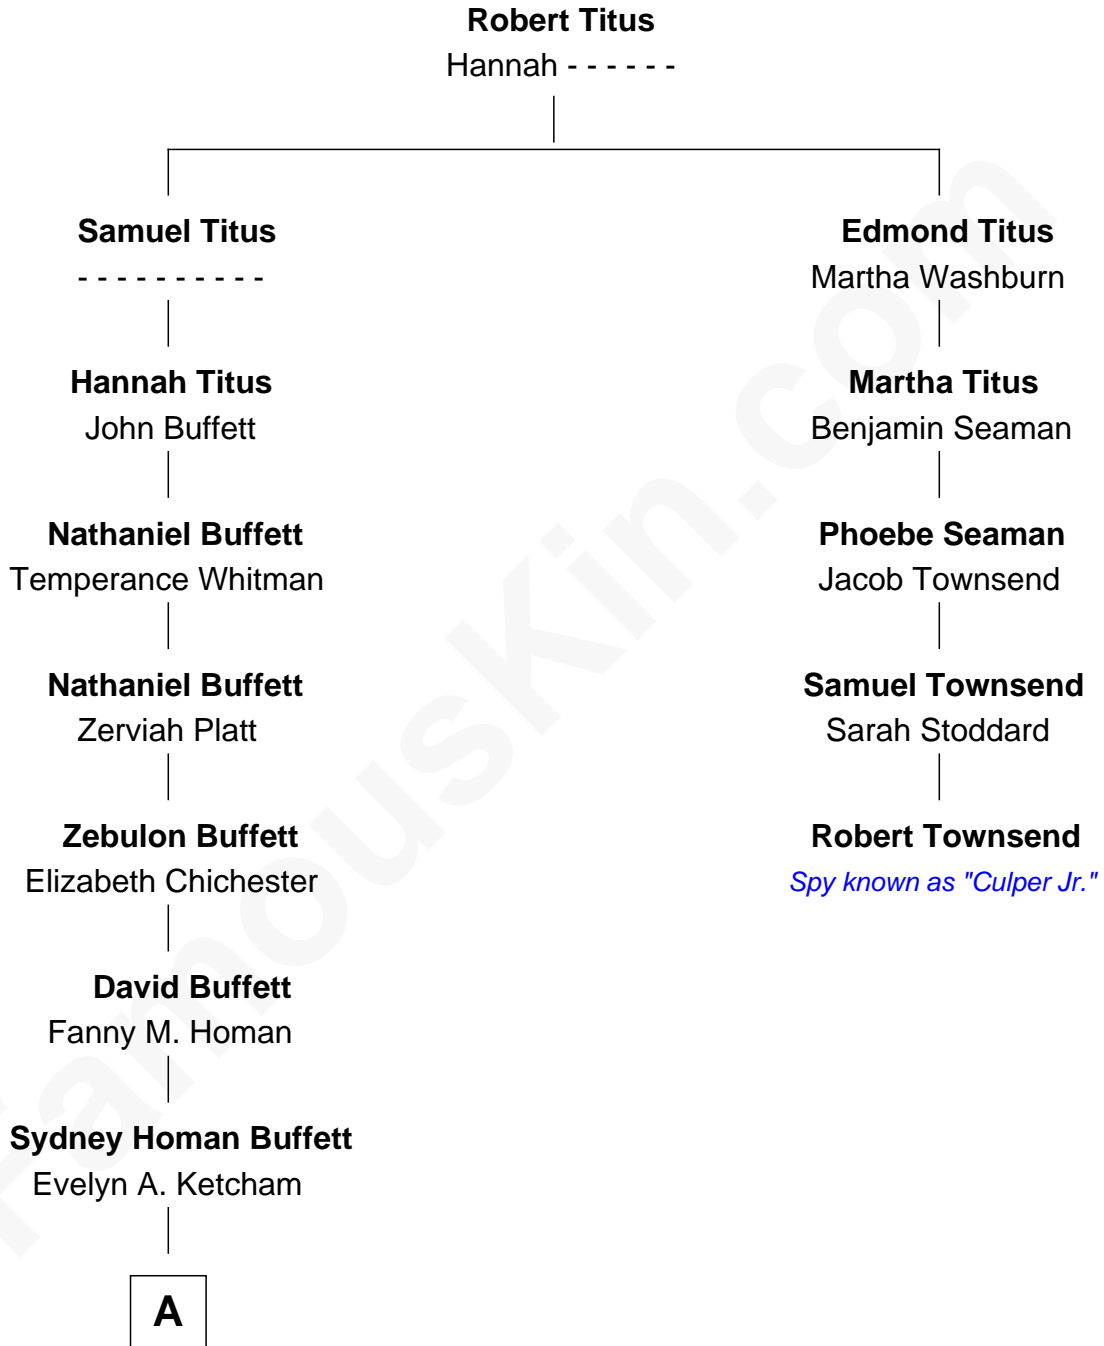 Robert Titus
Hannah - - - - - -
Samuel Titus
- - - - - - - - - -
Edmond Titus
Martha Washburn
Hannah Titus
John Buffett
Martha Titus
Benjamin Seaman
Nathaniel Buffett
Temperance Whitman
Phoebe Seaman
Jacob Townsend
Nathaniel Buffett
Zerviah Platt
Samuel Townsend
Sarah Stoddard
Zebulon Buffett
Elizabeth Chichester
Robert Townsend
Spy known as "Culper Jr."
David Buffett
Fanny M. Homan
Sydney Homan Buffett
Evelyn A. Ketcham
A
FamousKin.com